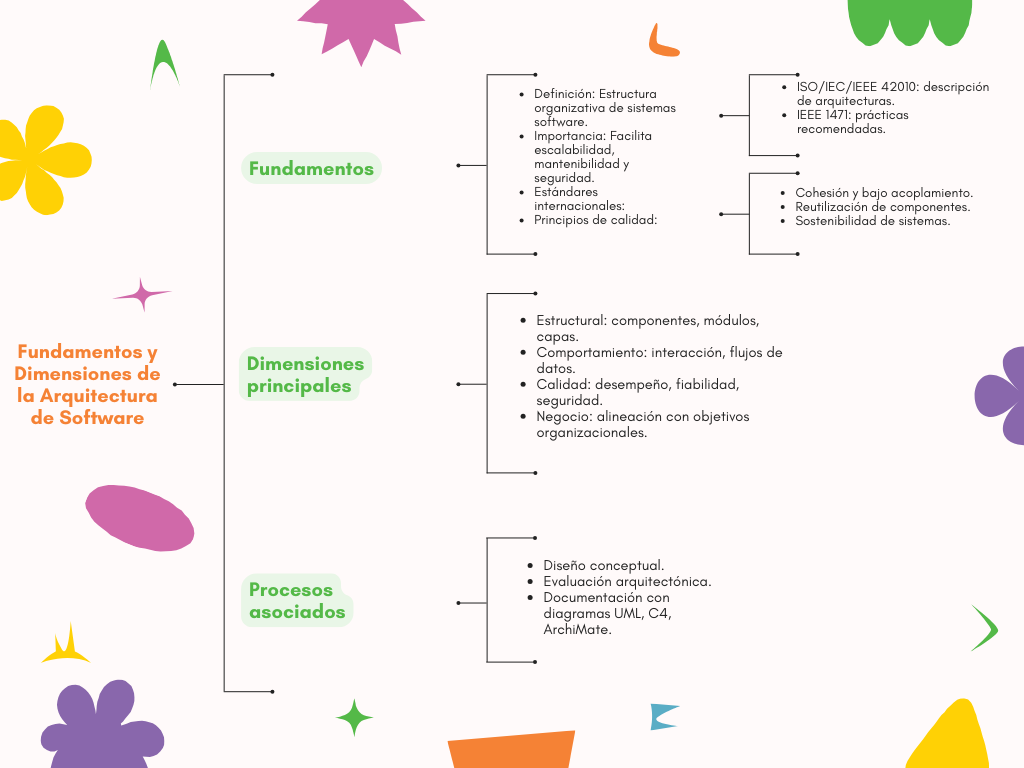 Fundamentos y
Dimensiones de
la Arquitectura
de Software
Fundamentos
• Definición: Estructura
organizativa de sistemas
software.
• Importancia: Facilita
escalabilidad,
mantenibilidad y
seguridad.
• Estándares
internacionales:
• Principios de calidad:
• ISO/IEC/IEEE 42010: descripción
de arquitecturas.
• IEEE 1471: prácticas
recomendadas.
• Cohesión y bajo acoplamiento.
• Reutilización de componentes.
• Sostenibilidad de sistemas.
Dimensiones
principales
• Estructural: componentes, módulos,
capas.
• Comportamiento: interacción, flujos de
datos.
• Calidad: desempeño, fiabilidad,
seguridad.
• Negocio: alineación con objetivos
organizacionales.
Procesos
asociados
• Diseño conceptual.
• Evaluación arquitectónica.
• Documentación con
diagramas UML, C4,
ArchiMate.